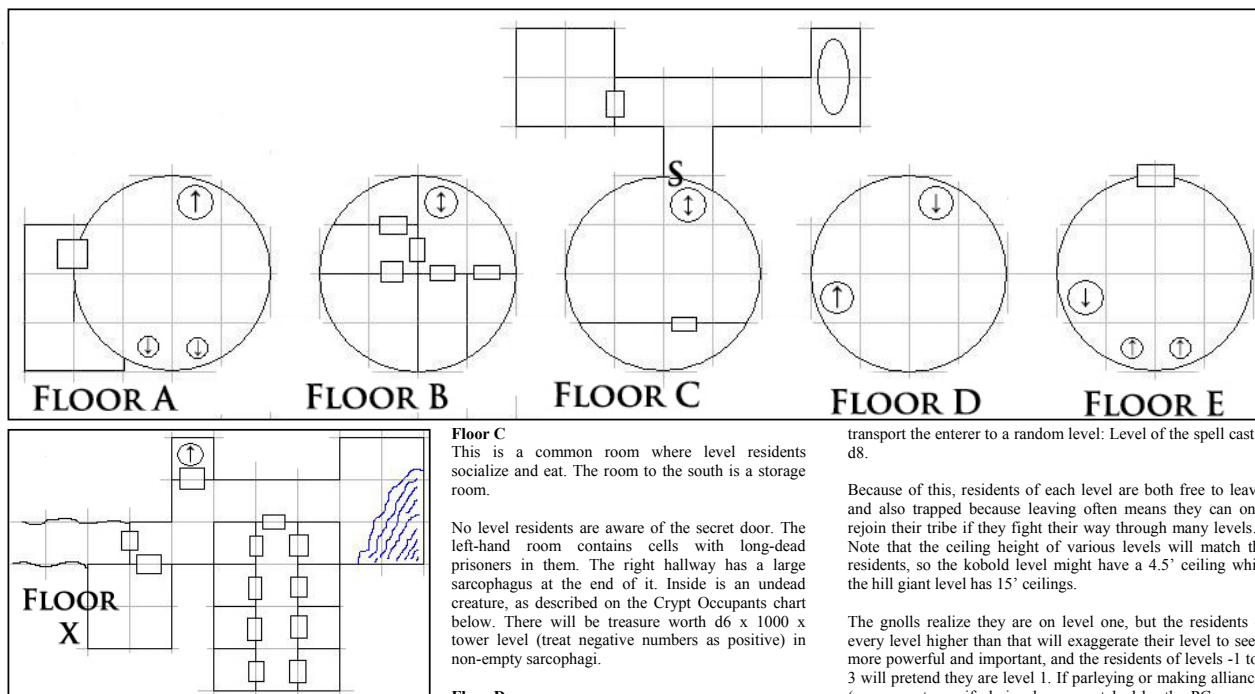 S
FLOOR A
FLOOR B
FLOOR C
FLOOR D
FLOOR E
FLOOR
X
Floor C
This is a common room where level residents
socialize and eat. The room to the south is a storage
room.
No level residents are aware of the secret door. The
left-hand room contains cells with long-dead
prisoners in them. The right hallway has a large
sarcophagus at the end of it. Inside is an undead
creature, as described on the Crypt Occupants chart
below. There will be treasure worth d6 x 1000 x
tower level (treat negative numbers as positive) in
non-empty sarcophagi.
transport the enterer to a random level: Level of the spell cast
d8.
Because of this, residents of each level are both free to leav
and also trapped because leaving often means they can on
rejoin their tribe if they fight their way through many levels.
Note that the ceiling height of various levels will match th
residents, so the kobold level might have a 4.5’ ceiling whi
the hill giant level has 15’ ceilings.
The gnolls realize they are on level one, but the residents
every level higher than that will exaggerate their level to see
more powerful and important, and the residents of levels -1 to
3 will pretend they are level 1. If parleying or making allianc